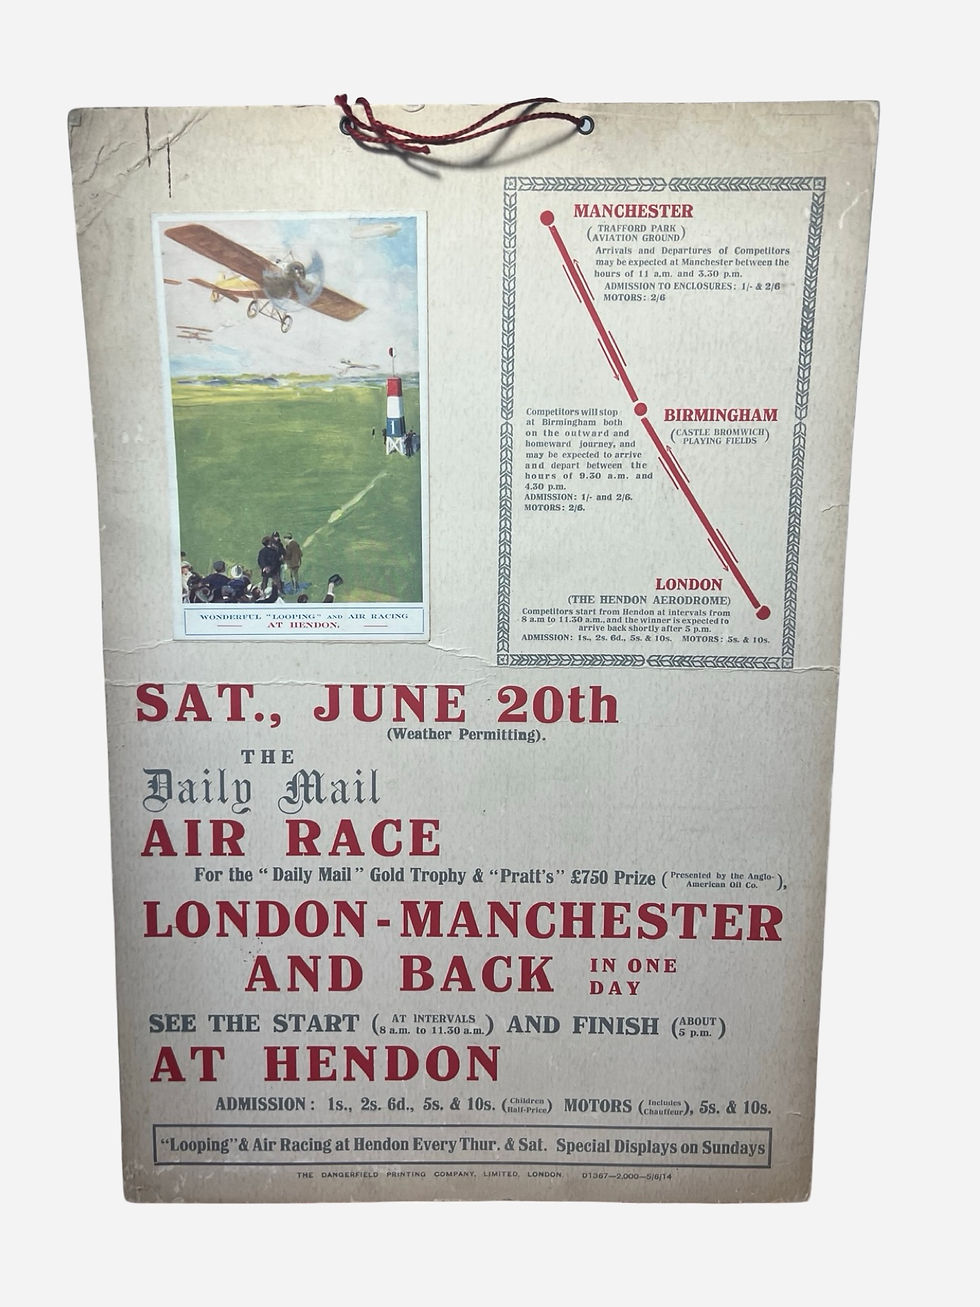 WONDERFUL "LOOPING" AND AIR RACING
AT HENDON.
MANCHESTER
(TRAFFORD PARK
AVIATION GROUND)
Arrivals and Departures of Competitors
may be expected at Manchester between the
hours of 11 a.m. and 3.30 p.m.
ADMISSION TO ENCLOSURES: 1/- & 2/6
MOTORS: 2/6
Competitors will stop
at Birmingham both
on the outward and
homeward journey, and
may be expected to arrive
and depart between the
hours of 9.30 a.m. and
4.30 p.m.
ADMISSION: 1/- and 2/6.
MOTORS: 2/6.
BIRMINGHAM
(CASTLE BROMWICH
PLAYING FIELDS)
LONDON
(THE HENDON AERODROME)
Competitors start from Hendon at intervals from
8 a.m to 11.30 a.m., and the winner is expected to
arrive back shortly after 5 p.m.
ADMISSION: 1s., 2s. 6d., 5s. & 10s. MOTORS: 5s. & 10s.
SAT., JUNE 20th
(Weather Permitting).
THE
Daily Mail
AIR RACE
For the "Daily Mail" Gold Trophy & "Pratt's" £750 Prize (Presented by the Anglo-
American Oil Co.),
LONDON-MANCHESTER
AND BACK IN ONE
DAY
SEE THE START (AT INTERVALS
8 a.m. to 11.30 a.m.) AND FINISH (ABOUT
5 p.m.)
AT HENDON
ADMISSION: 1s., 2s. 6d., 5s. & 10s. (Children
Half-Price) MOTORS (Includes
Chauffeur), 5s. & 10s.
"Looping" & Air Racing at Hendon Every Thur. & Sat. Special Displays on Sundays
THE DANGERFIELD PRINTING COMPANY, LIMITED, LONDON. D1367—2,000—5/6/14